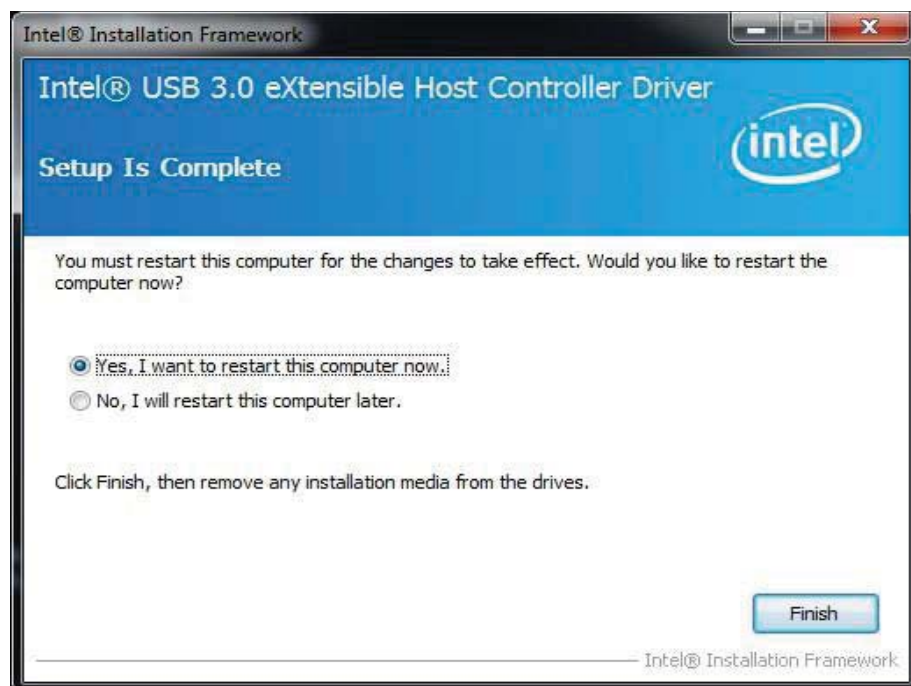 Intel® Installation Framework
Intel® USB 3.0 eXtensible Host Controller Driver
intel
Setup Is Complete
You must restart this computer for the changes to take effect. Would you like to restart the
computer now?
Yes, I want to restart this computer now.
No, I will restart this computer later.
Click Finish, then remove any installation media from the drives.
Finish
Intel® Installation Framework